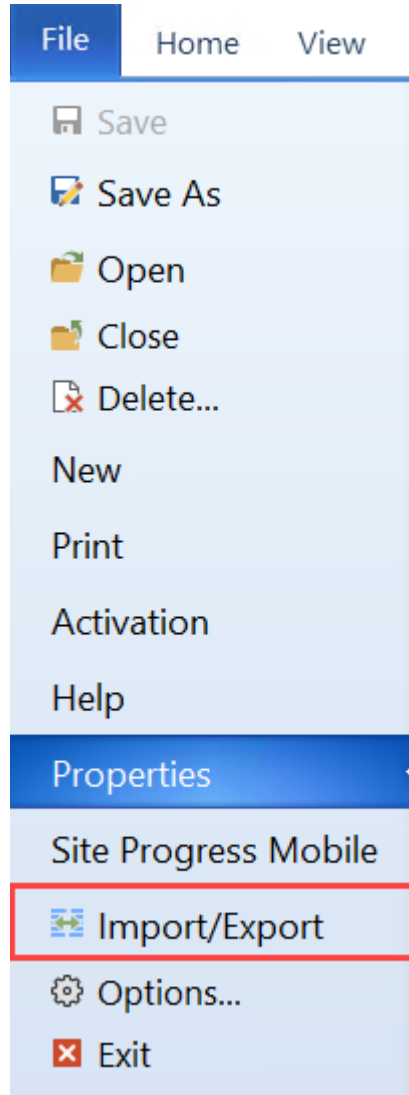 File Home View
Save
Save As
Open
Close
Delete...
New
Print
Activation
Help
Properties
Site Progress Mobile
Import/Export
Options...
Exit